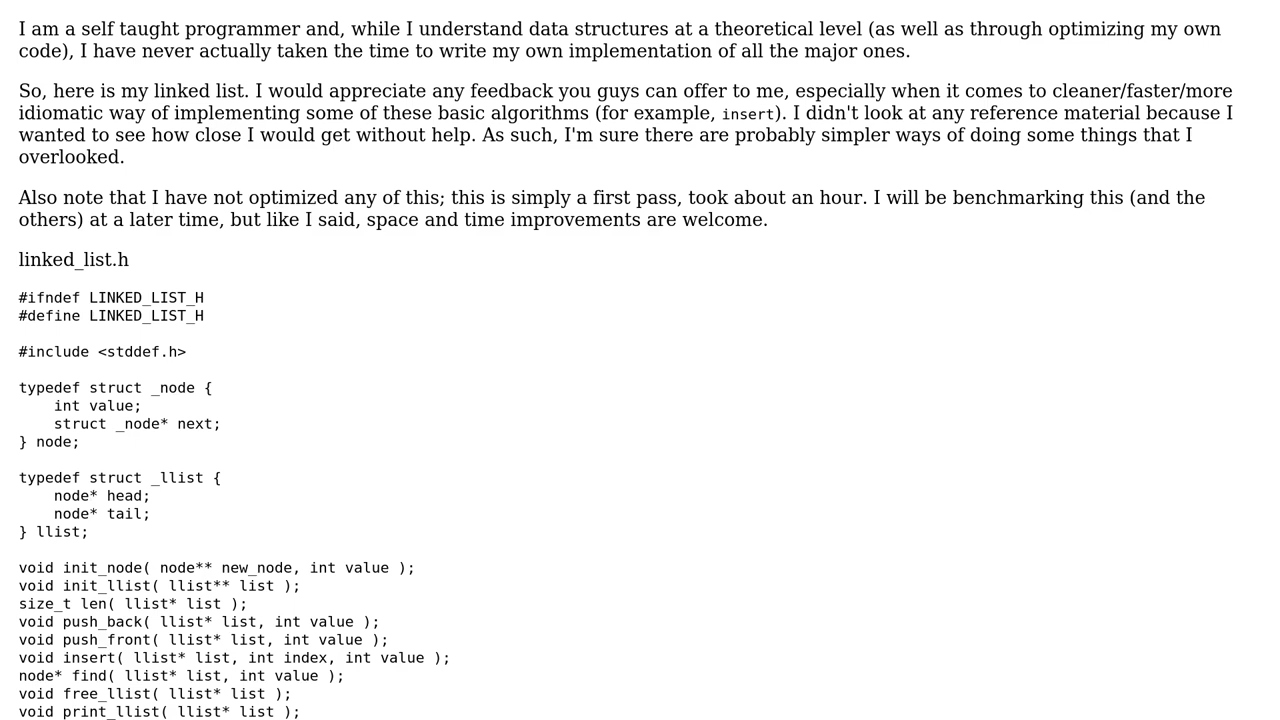 I am a self taught programmer and, while I understand data structures at a theoretical level (as well as through optimizing my own
code), I have never actually taken the time to write my own implementation of all the major ones.
So, here is my linked list. I would appreciate any feedback you guys can offer to me, especially when it comes to cleaner/faster/more
idiomatic way of implementing some of these basic algorithms (for example, insert). I didn't look at any reference material because I
wanted to see how close I would get without help. As such, I'm sure there are probably simpler ways of doing some things that I
overlooked.
Also note that I have not optimized any of this; this is simply a first pass, took about an hour. I will be benchmarking this (and the
others) at a later time, but like I said, space and time improvements are welcome.
linked_list.h
#ifndef LINKED_LIST_H
#define LINKED_LIST_H
#include <stddef.h>
typedef struct _node {
    int value;
    struct _node* next;
} node;
typedef struct _llist {
    node* head;
    node* tail;
} llist;
void init_node( node** new_node, int value );
void init_llist( llist** list );
size_t len( llist* list );
void push_back( llist* list, int value );
void push_front( llist* list, int value );
void insert( llist* list, int index, int value );
node* find( llist* list, int value );
void free_llist( llist* list );
void print_llist( llist* list );